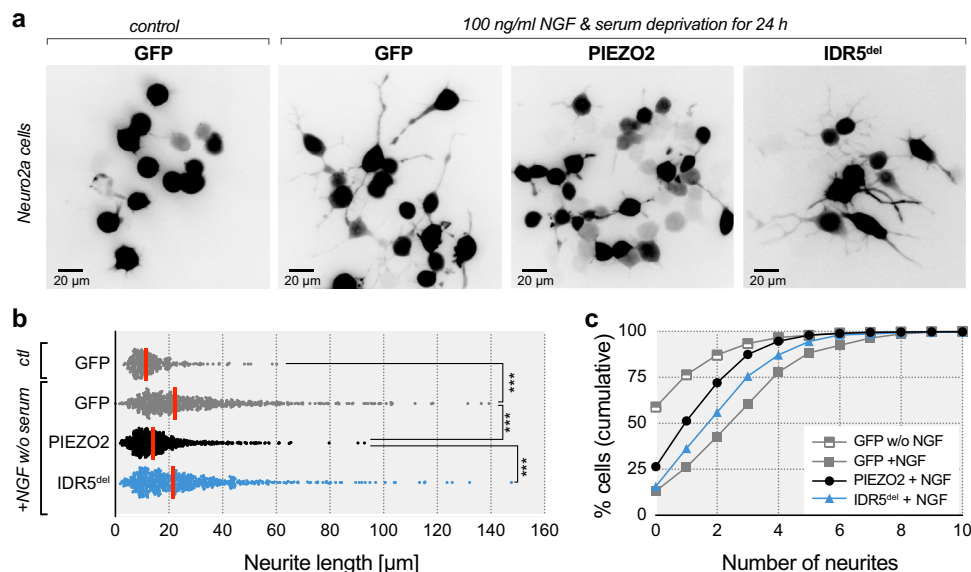 a
control
100 ng/ml NGF & serum deprivation for 24 h
GFP
GFP
PIEZO2
IDR5del
Neuro2a cells
20 µm
20 µm
20 µm
20 µm
b
ctl
+NGF w/o serum
GFP
GFP
PIEZO2
IDR5del
***
***
***
0 20 40 60 80 100 120 140 160
Neurite length [µm]
c
% cells (cumulative)
100
75
50
25
0
GFP w/o NGF
GFP +NGF
PIEZO2 + NGF
IDR5del + NGF
0 2 4 6 8 10
Number of neurites